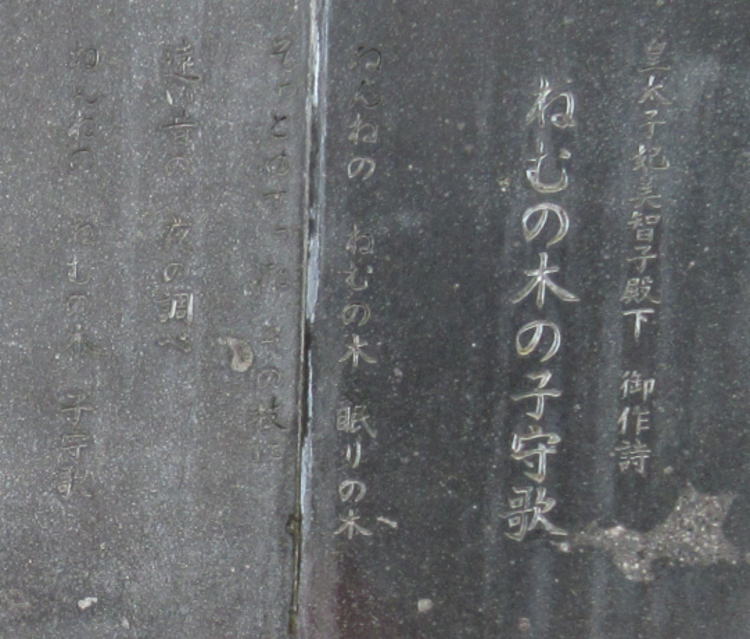 皇太子妃美智子殿下 御作詩
ねむの木の子守歌
ねんねの ねむの木 眠りの木
そっとゆすった その枝に
遠い昔の 夜の調べ
ねんねの ねむの木 子守歌